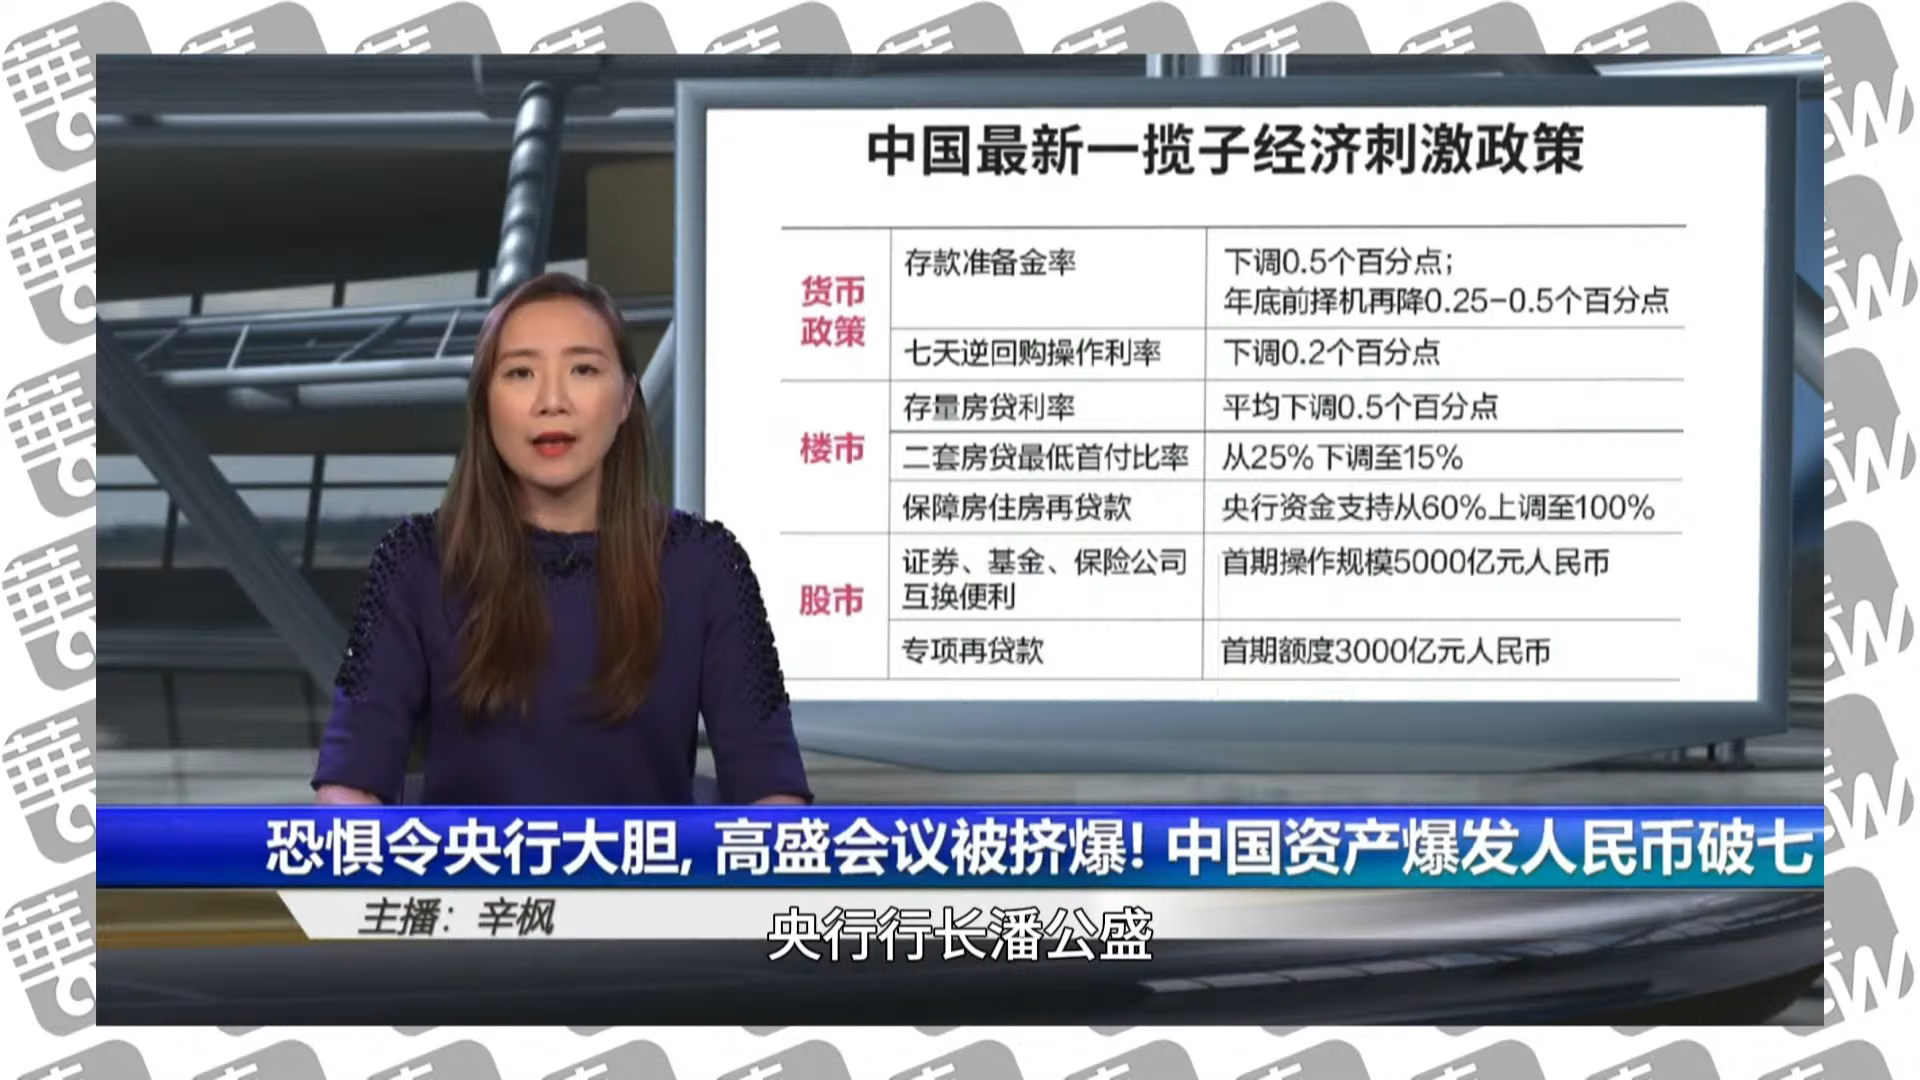 中国最新一揽子经济刺激政策
货币
政策
存款准备金率
下调0.5个百分点；
年底前择机再降0.25-0.5个百分点
七天逆回购操作利率
下调0.2个百分点
楼市
存量房贷利率
平均下调0.5个百分点
二套房贷最低首付比率
从25%下调至15%
保障房住房再贷款
央行资金支持从60%上调至100%
股市
证券、基金、保险公司
互换便利
首期操作规模5000亿元人民币
专项再贷款
首期额度3000亿元人民币
恐惧令央行大胆, 高盛会议被挤爆! 中国资产爆发人民币破七
主播：辛枫
央行行长潘公盛